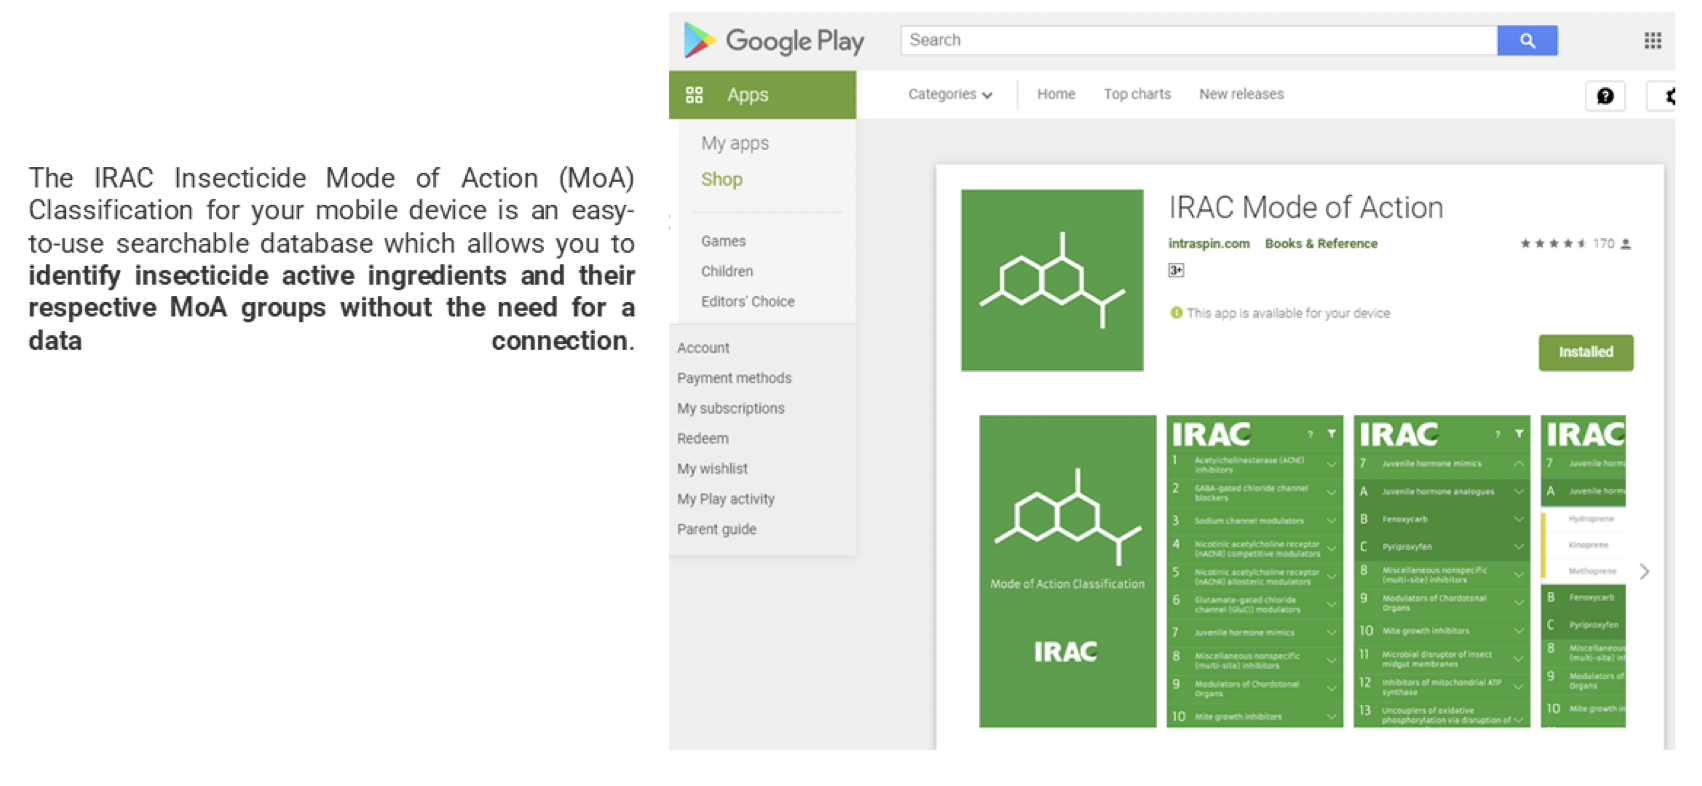 The IRAC Insecticide Mode of Action (MoA)
Classification for your mobile device is an easy-
to-use searchable database which allows you to
identify insecticide active ingredients and their
respective MoA groups without the need for a
data connection.
Google Play
Search
Apps
Categories
Home
Top charts
New releases
My apps
Shop
Games
Children
Editors' Choice
Account
Payment methods
My subscriptions
Redeem
My wishlist
My Play activity
Parent guide
IRAC Mode of Action
intraspin.com Books & Reference
170
3+
This app is available for your device
Installed
Mode of Action Classification
IRAC
IRAC ?
1 Acetylcholinesterase (AChE)
inhibitors
2 GABA-gated chloride channel
blockers
3 Sodium channel modulators
4 Nicotinic acetylcholine receptor
(nAChR) competitive modulators
5 Nicotinic acetylcholine receptor
(nAChR) allosteric modulators
6 Glutamate-gated chloride
channel (GluCl) modulators
7 Juvenile hormone mimics
8 Miscellaneous nonspecific
(multi-site) inhibitors
9 Modulators of Chordotonal
Organs
10 Mite growth inhibitors
IRAC ?
7 Juvenile hormone mimics
A Juvenile hormone analogues
B Fenoxycarb
C Pyriproxyfen
8 Miscellaneous nonspecific
(multi-site) inhibitors
9 Modulators of Chordotonal
Organs
10 Mite growth inhibitors
11 Microbial disruptor of insect
midgut membranes
12 Inhibitors of mitochondrial ATP
synthase
13 Uncouplers of oxidative
phosphorylation via disruption of
IRAC
7 Juvenile horm
A Juvenile horm
Hydroprene
Kinoprene
Methoprene
B Fenoxycarb
C Pyriproxyfen
8 Miscellaneous
(multi-site) in
9 Modulators of
Organs
10 Mite growth in